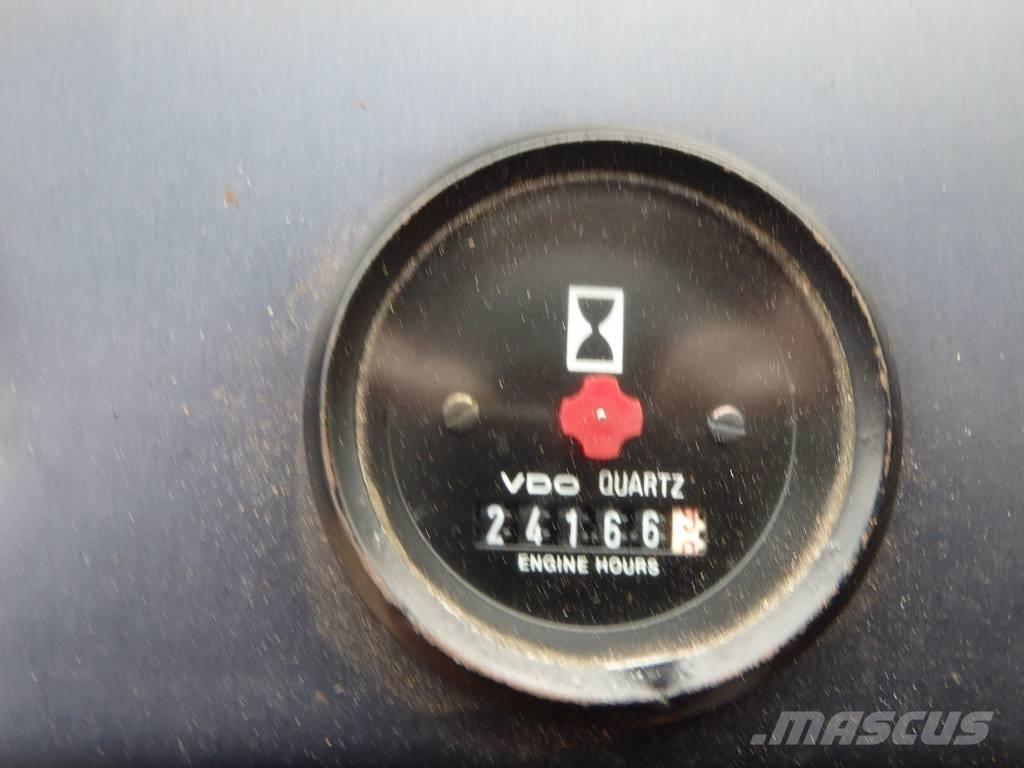 VDO QUARTZ
24166
ENGINE HOURS
MASCUS